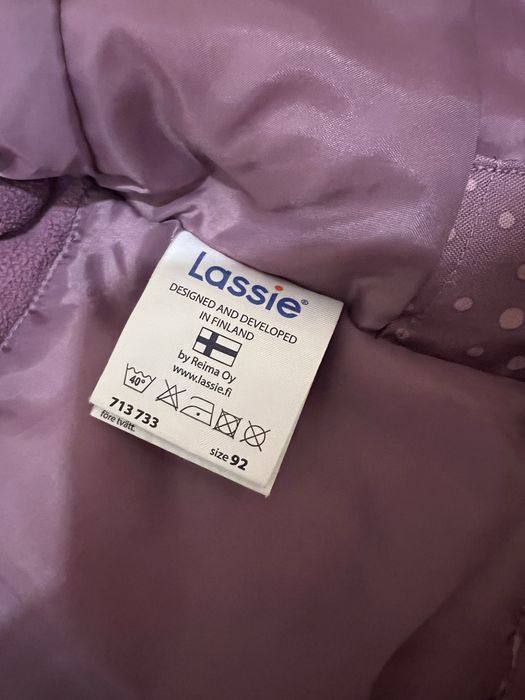 Lassie®
DESIGNED AND DEVELOPED
IN FINLAND
by Reima Oy
www.lassie.fi
40°
713 733
size 92
före tvätt.